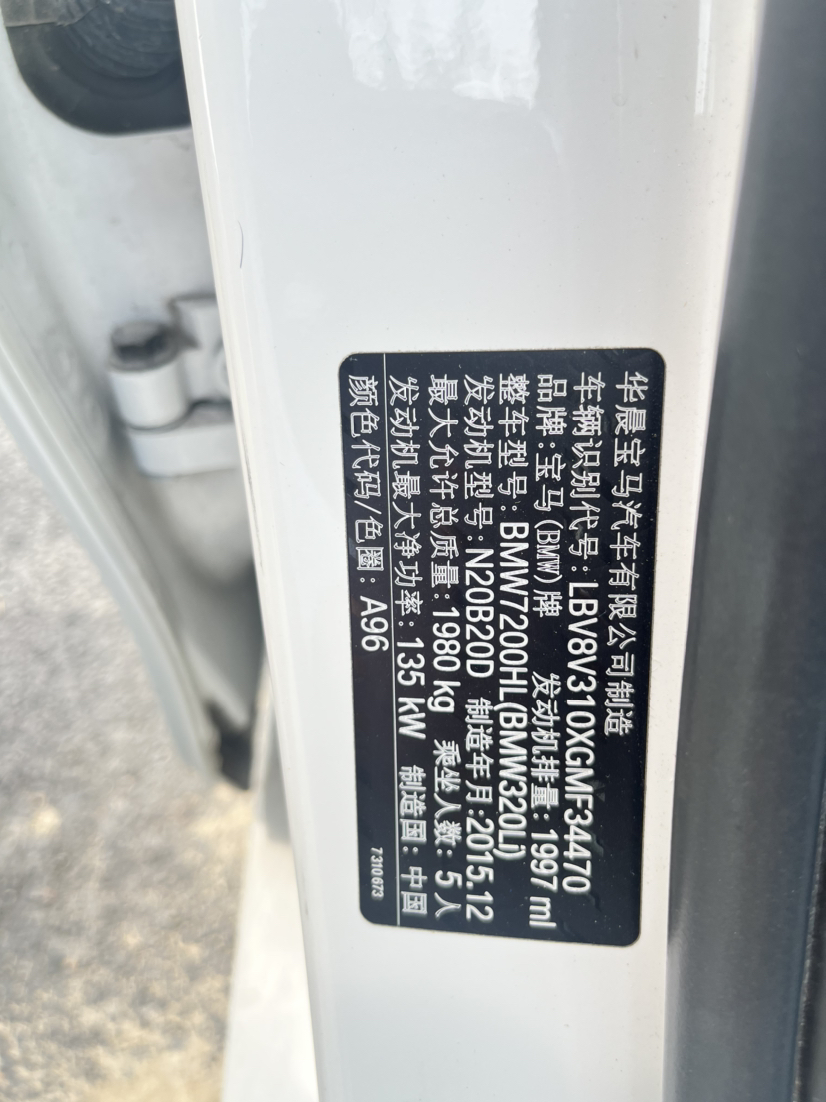 华晨宝马汽车有限公司制造
车辆识别代号:LBV8V310XGMF34470
品牌:宝马(BMW)牌 发动机排量:1997 ml
整车型号:BMW7200HL(BMW320Li)
发动机型号:N20B20D 制造年月:2015.12
最大允许总质量:1980 kg 乘坐人数:5人
发动机最大净功率:135 kW 制造国:中国
颜色代码/色圈:A96
7 310 673